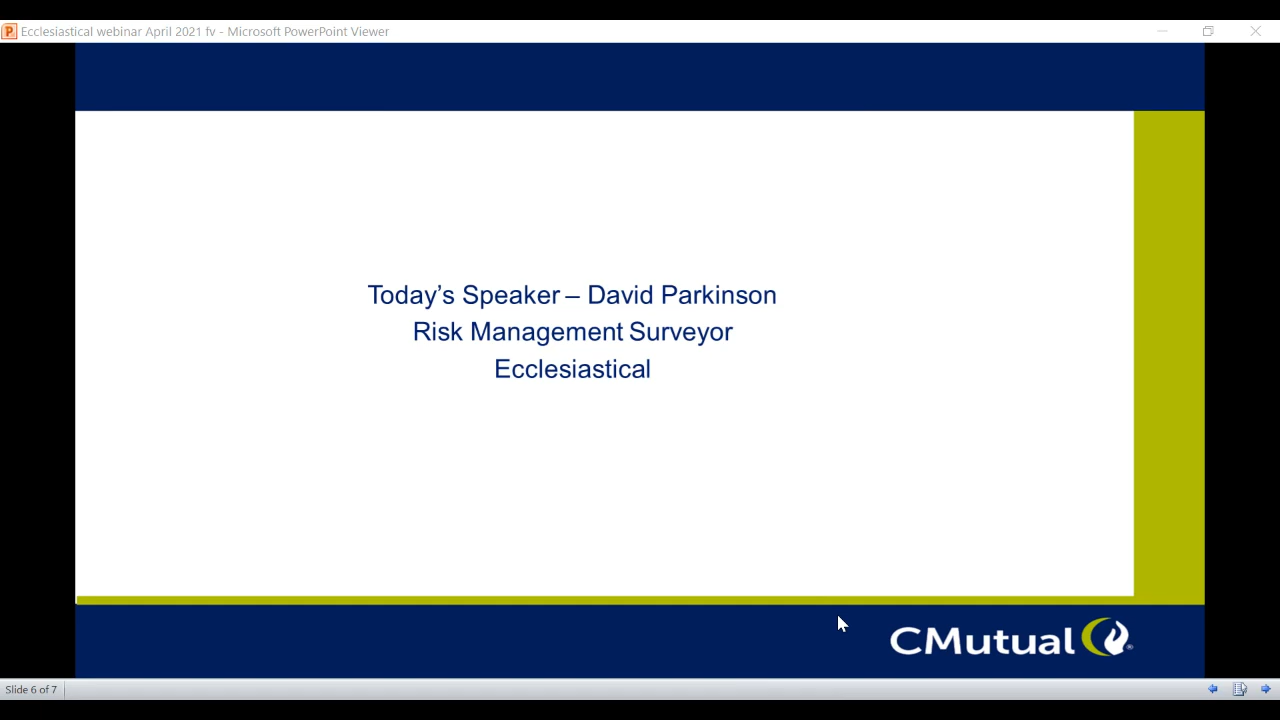 Ecclesiastical webinar April 2021 fv - Microsoft PowerPoint Viewer
Today’s Speaker – David Parkinson
Risk Management Surveyor
Ecclesiastical
CMutual
Slide 6 of 7